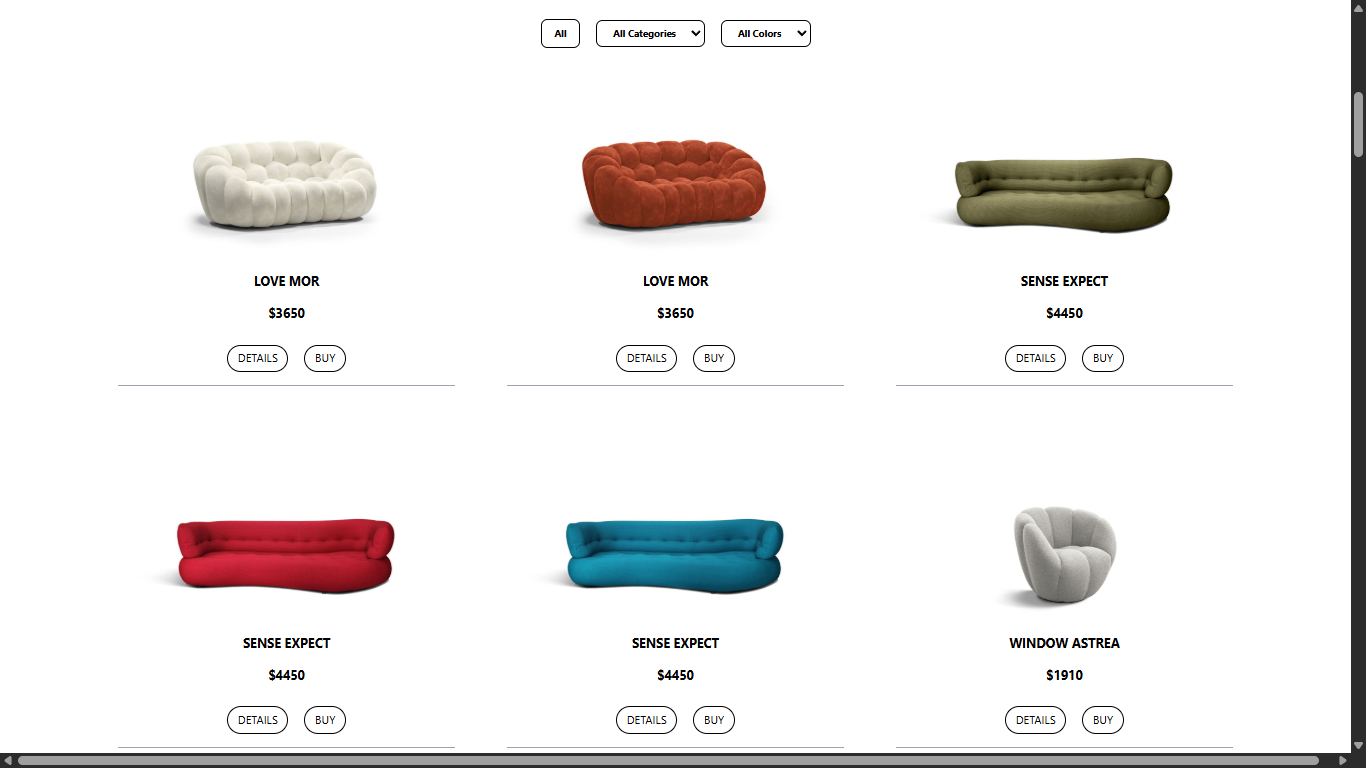 All All Categories All Colors
LOVE MOR LOVE MOR SENSE EXPECT
$3650 $3650 $4450
DETAILS BUY DETAILS BUY DETAILS BUY
SENSE EXPECT SENSE EXPECT WINDOW ASTREA
$4450 $4450 $1910
DETAILS BUY DETAILS BUY DETAILS BUY